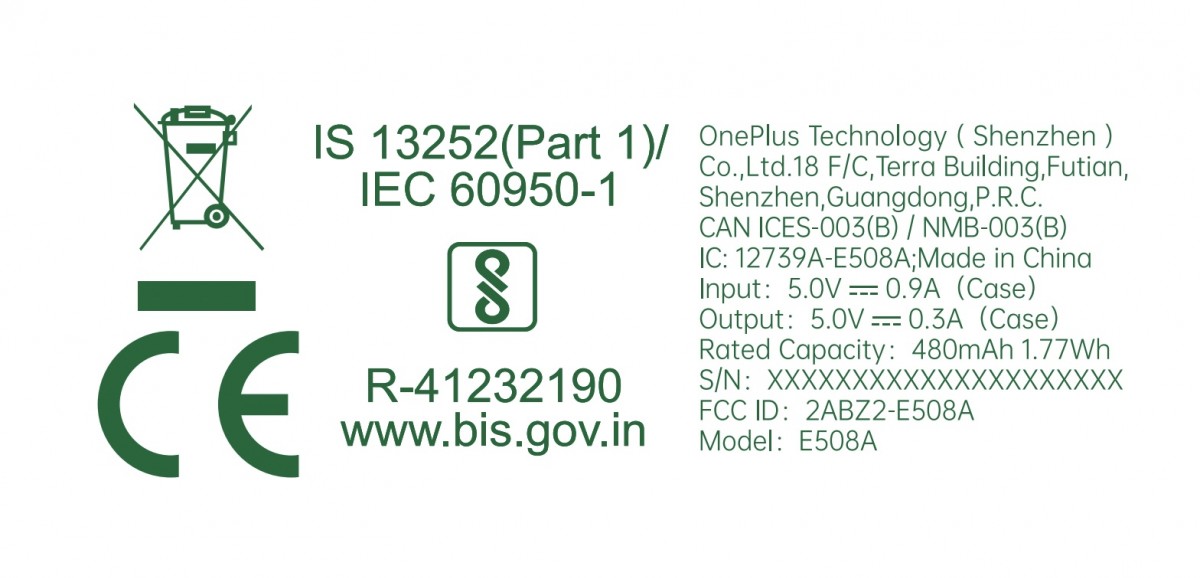 IS 13252(Part 1)/
IEC 60950-1
R-41232190
www.bis.gov.in
CE
OnePlus Technology ( Shenzhen )
Co.,Ltd.18 F/C,Terra Building,Futian,
Shenzhen,Guangdong,P.R.C.
CAN ICES-003(B) / NMB-003(B)
IC: 12739A-E508A;Made in China
Input: 5.0V ⎓ 0.9A (Case)
Output: 5.0V ⎓ 0.3A (Case)
Rated Capacity: 480mAh 1.77Wh
S/N: XXXXXXXXXXXXXXXXXXXXX
FCC ID: 2ABZ2-E508A
Model: E508A